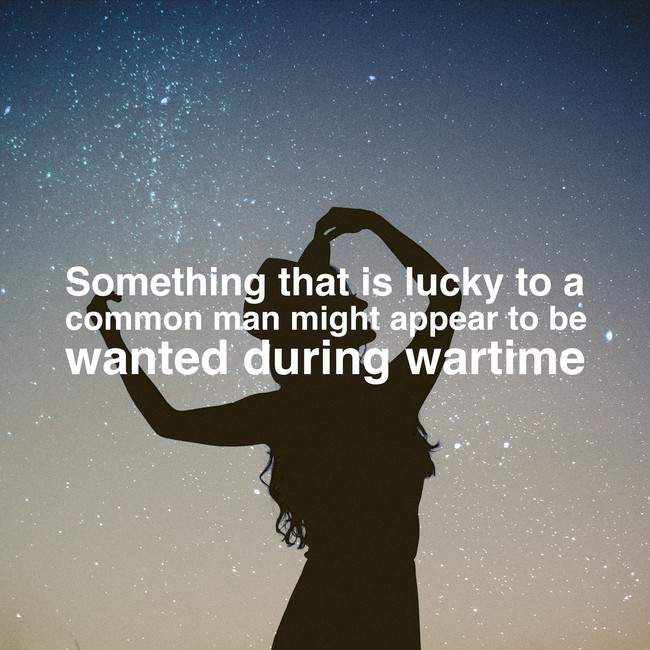 Something that is lucky to a
common man might appear to be
wanted during wartime